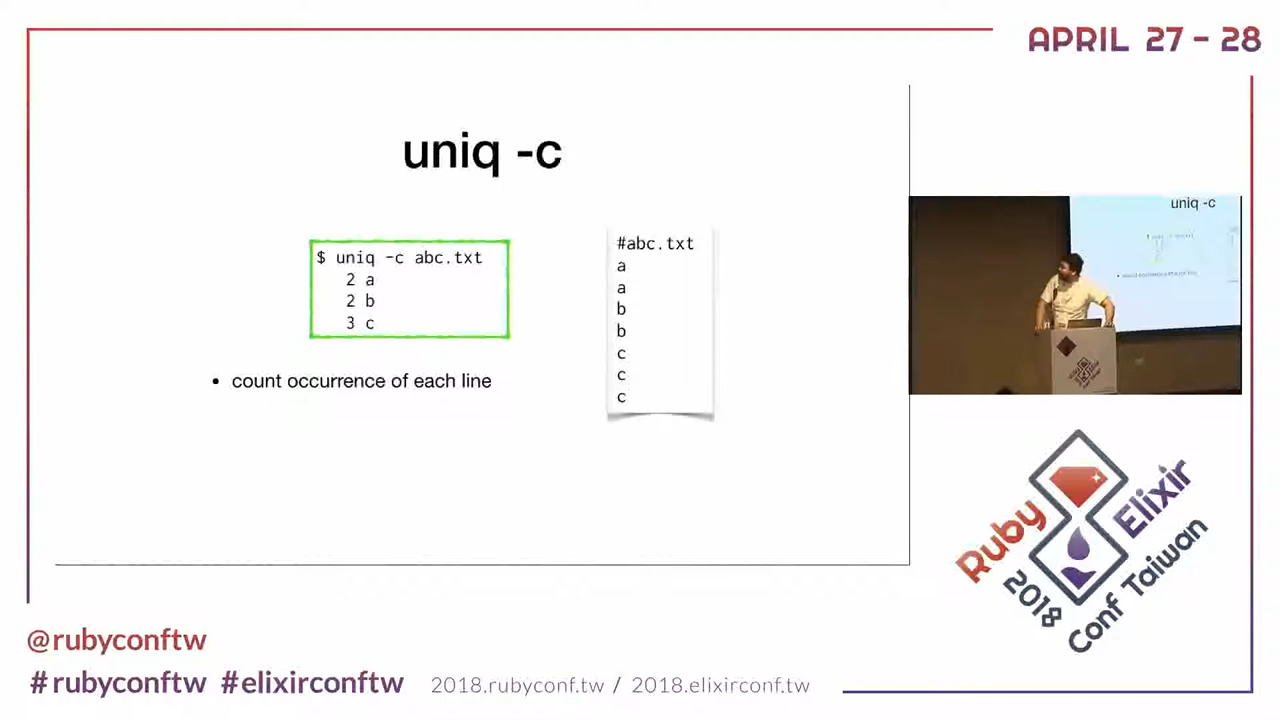 APRIL 27 - 28
uniq -c
$ uniq -c abc.txt
2 a
2 b
3 c
count occurrence of each line
#abc.txt
a
a
b
b
c
c
c
uniq -c
Ruby Elixir
2018 Conf Taiwan
@rubyconftw
#rubyconftw #elixirconftw
2018.rubyconf.tw / 2018.elixirconf.tw